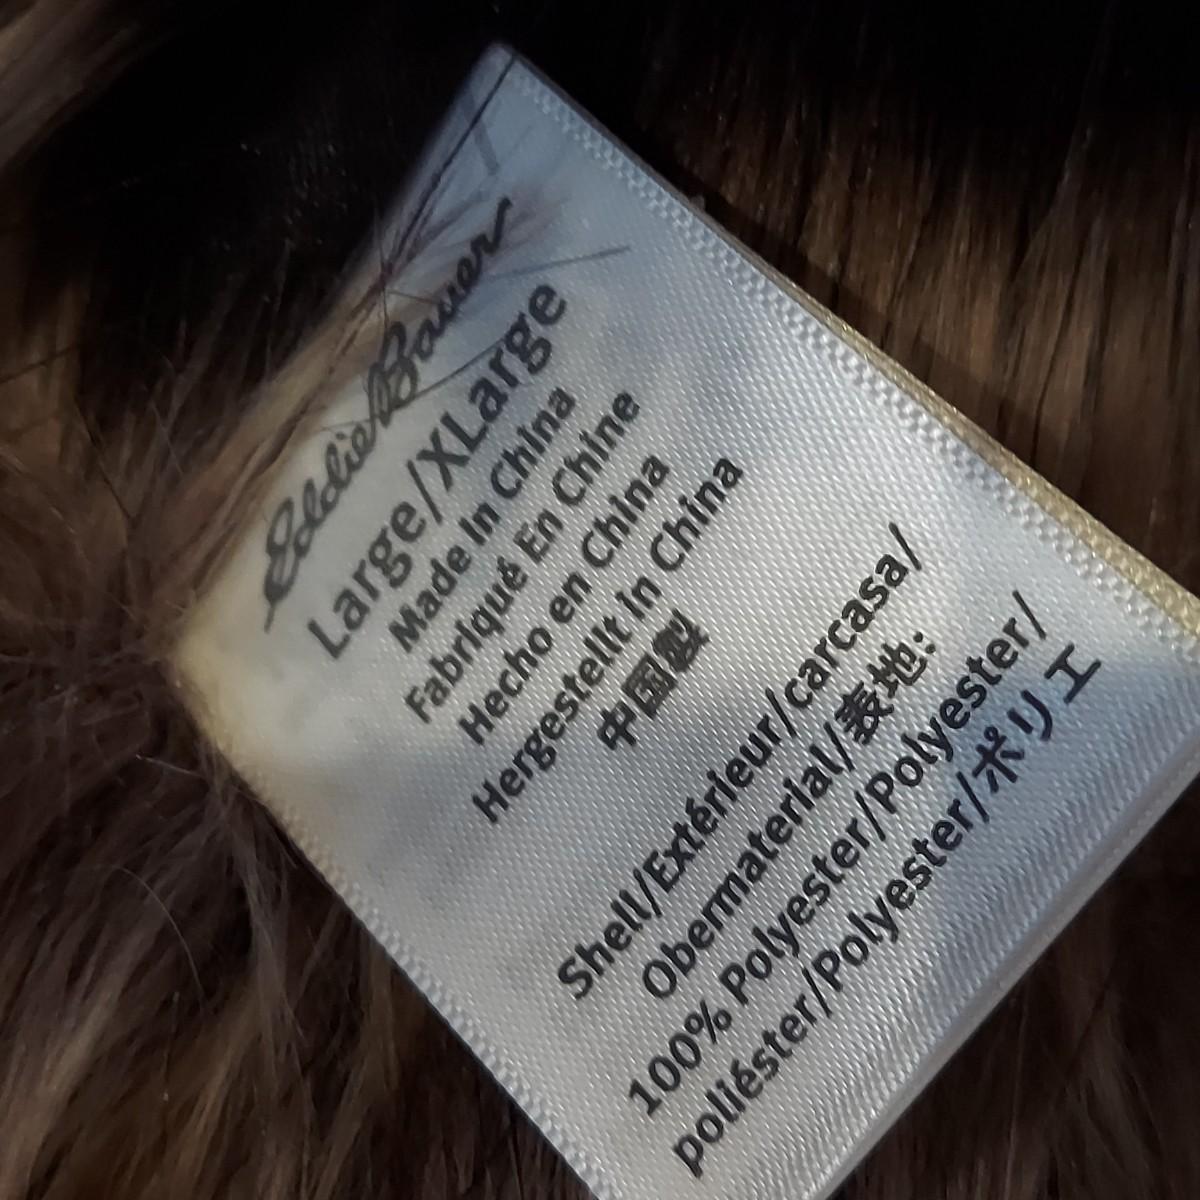 Eddie Bauer
Large/XLarge
Made In China
Fabriqué En Chine
Hecho en China
Hergestellt In China
中国製
Shell/Extérieur/carcasa/
Obermaterial/表地:
100% Polyester/Polyester/
poliéster/Polyester/ポリエ